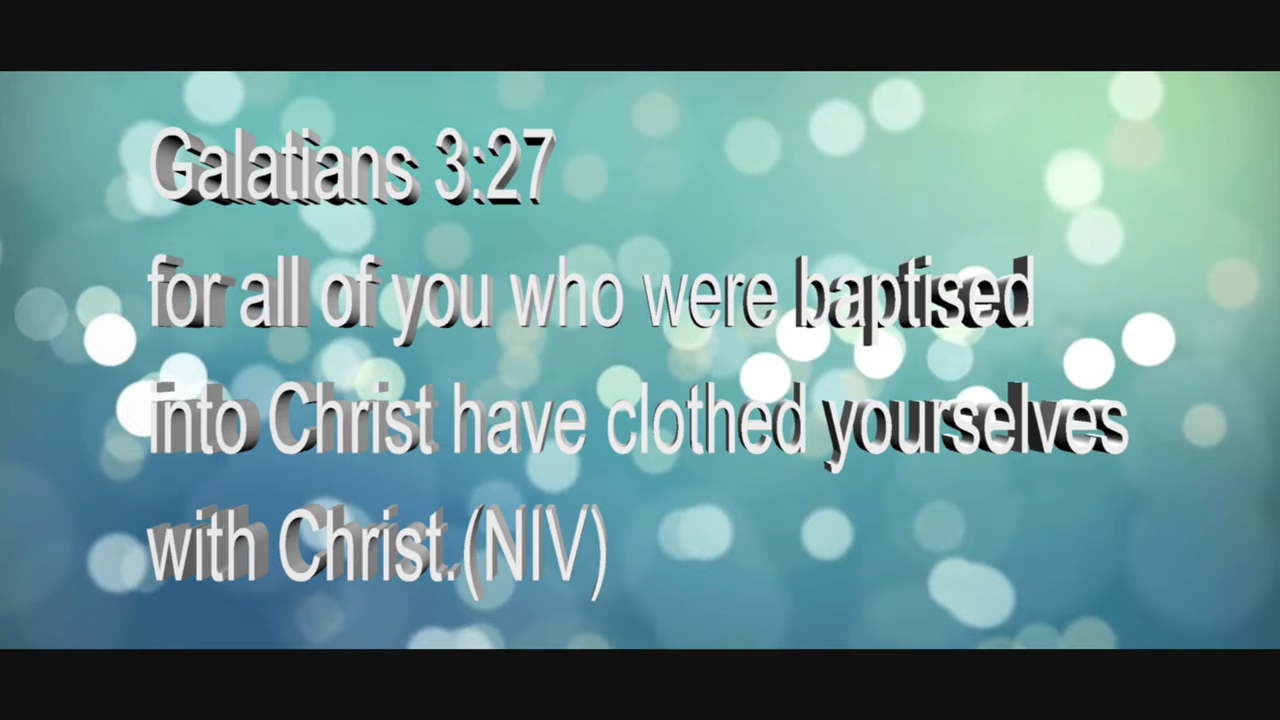 Galatians 3:27
for all of you who were baptised
into Christ have clothed yourselves
with Christ.(NIV)